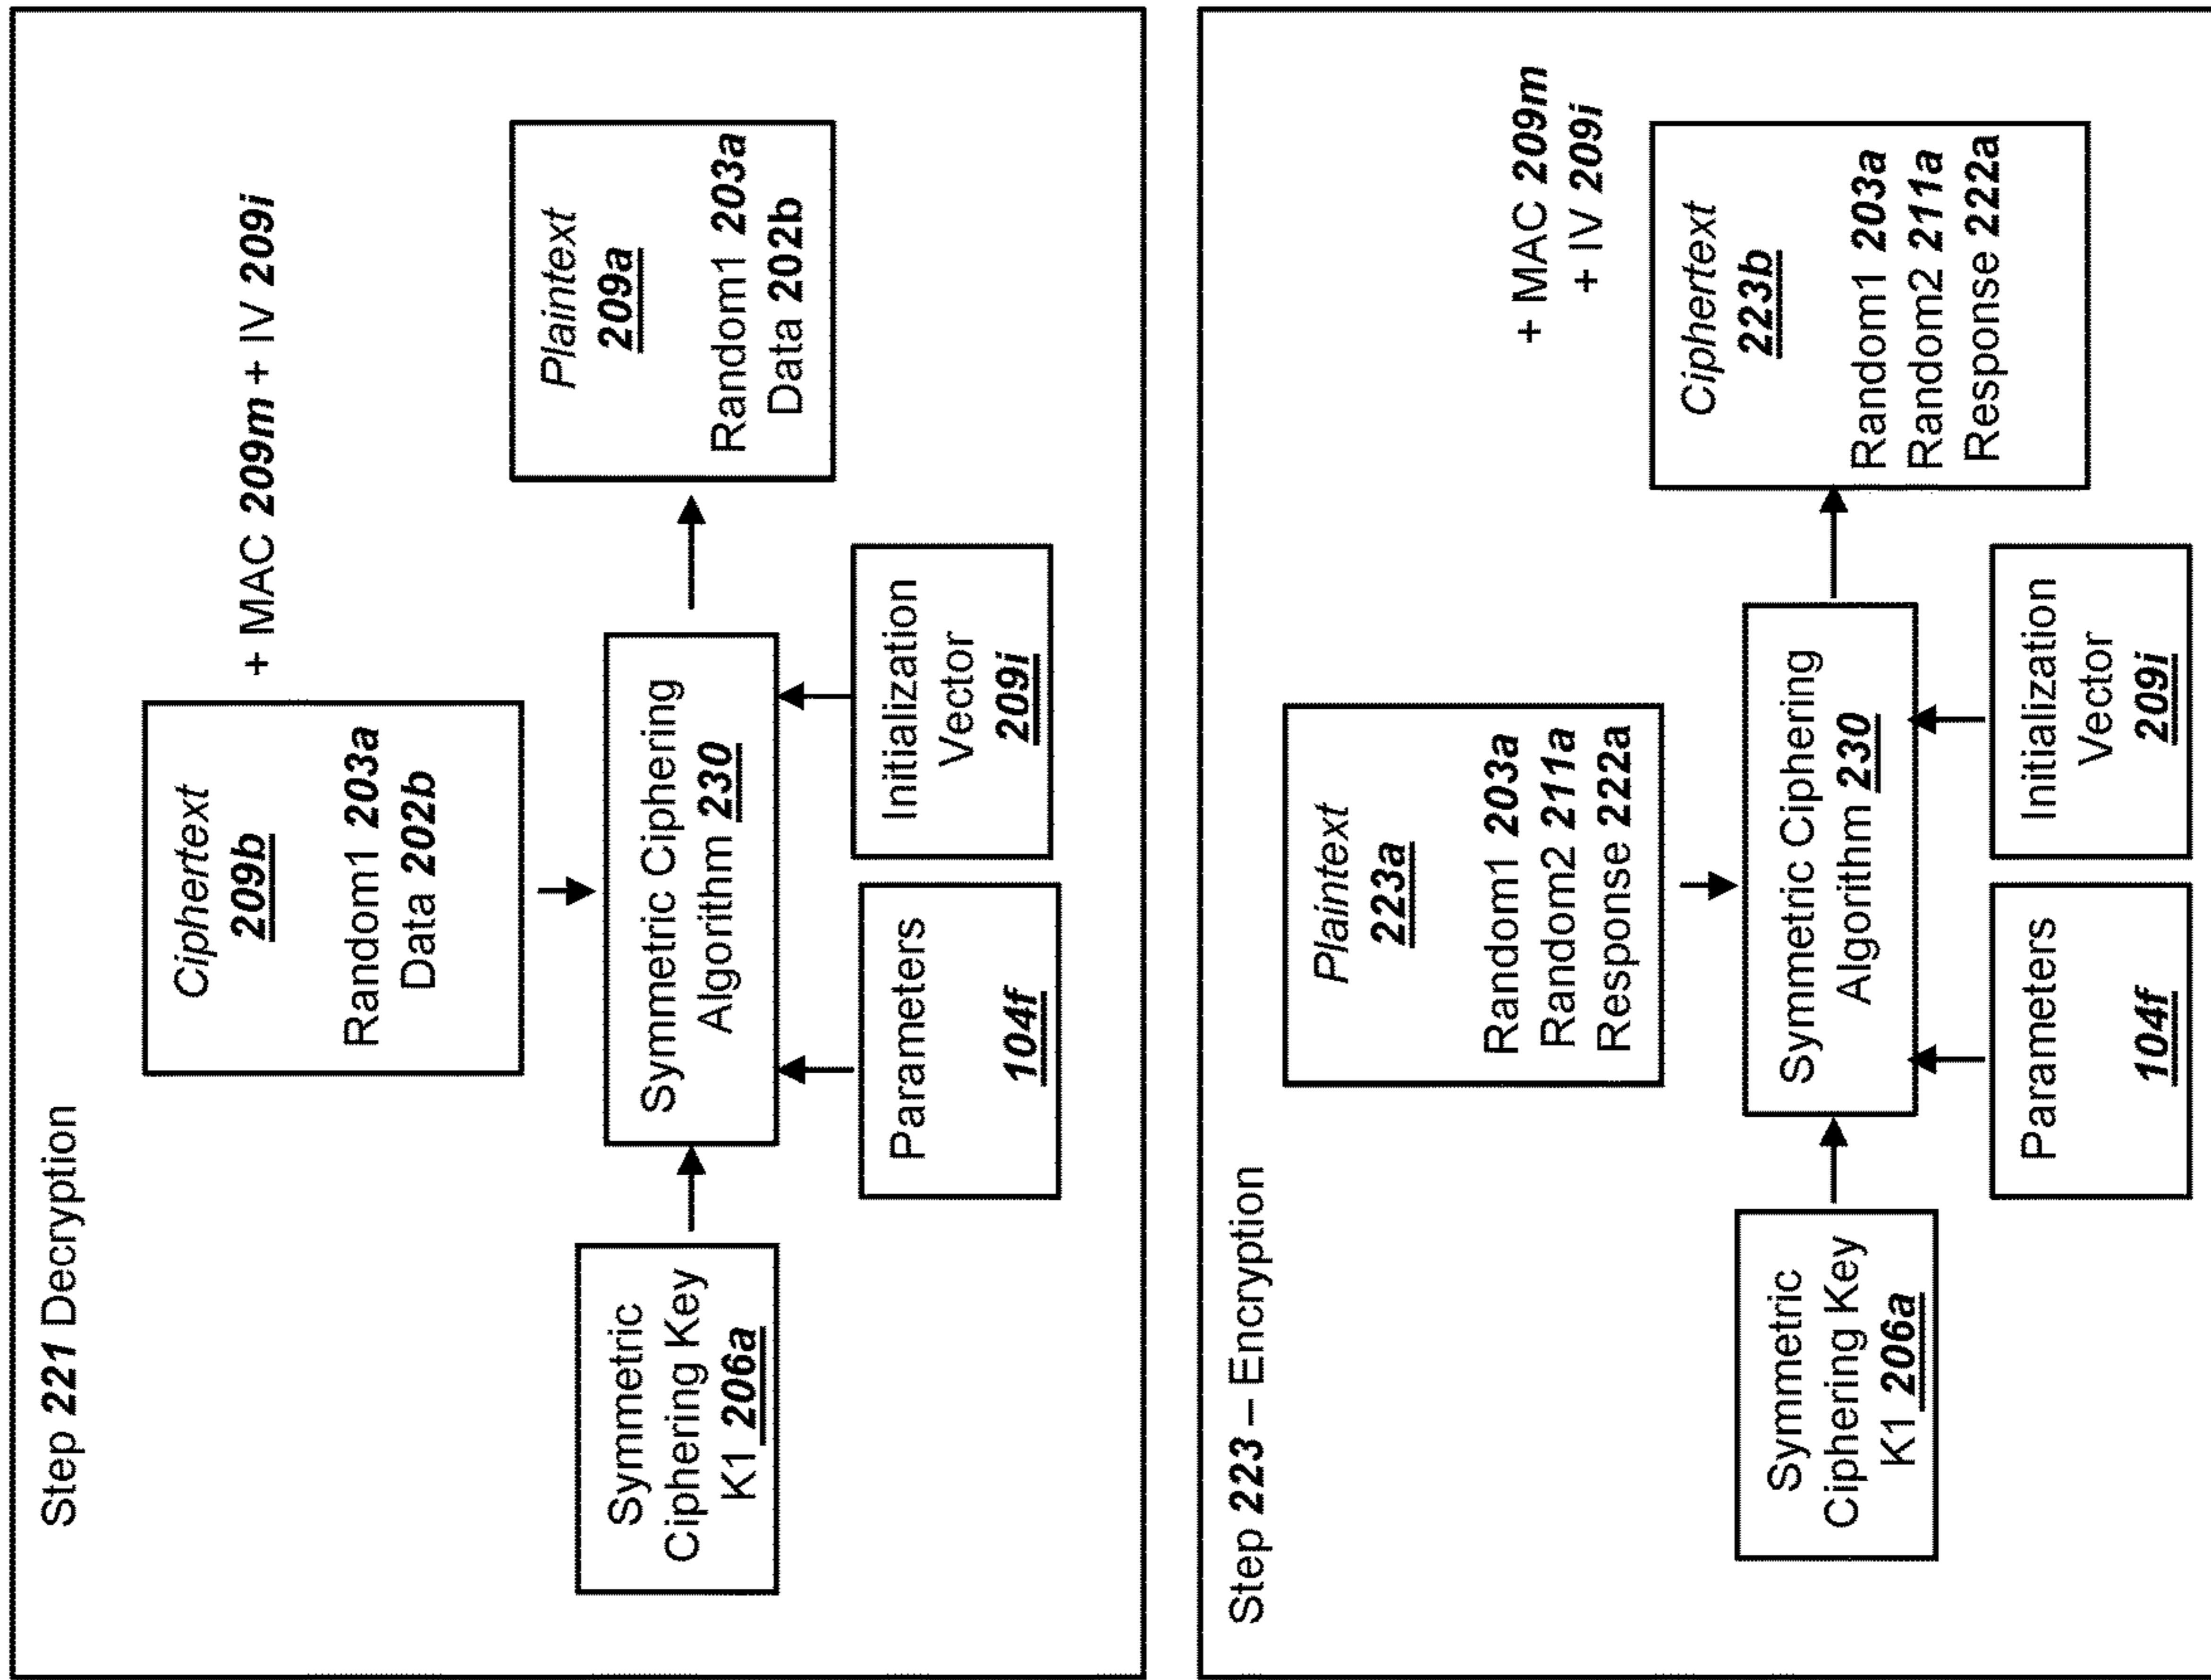 Step 221 Decryption
Ciphertext
209b
Random1 203a
Data 202b
+ MAC 209m + IV 209i
Symmetric
Ciphering Key
K1 206a
Symmetric Ciphering
Algorithm 230
Plaintext
209a
Random1 203a
Data 202b
Parameters
104f
Initialization
Vector
209i
Step 223 – Encryption
Plaintext
223a
Random1 203a
Random2 211a
Response 222a
+ MAC 209m
+ IV 209i
Symmetric
Ciphering Key
K1 206a
Symmetric Ciphering
Algorithm 230
Ciphertext
223b
Random1 203a
Random2 211a
Response 222a
Parameters
104f
Initialization
Vector
209i